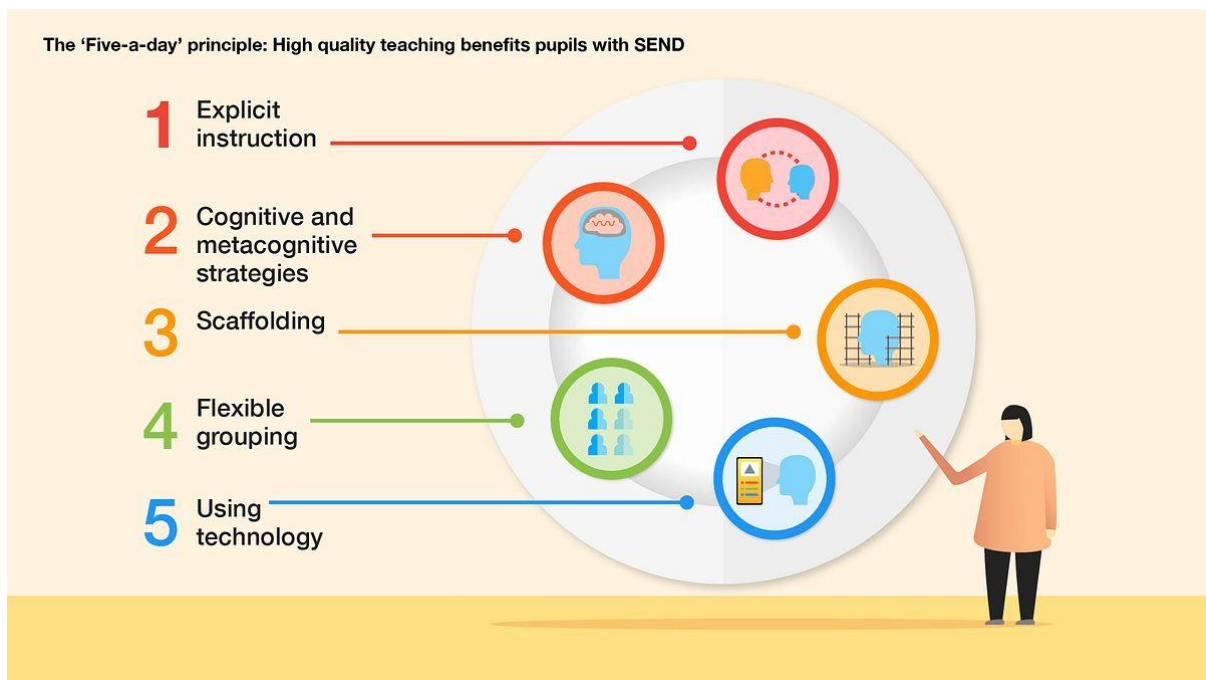 The ‘Five-a-day’ principle: High quality teaching benefits pupils with SEND
1 Explicit
instruction
2 Cognitive and
metacognitive
strategies
3 Scaffolding
4 Flexible
grouping
5 Using
technology